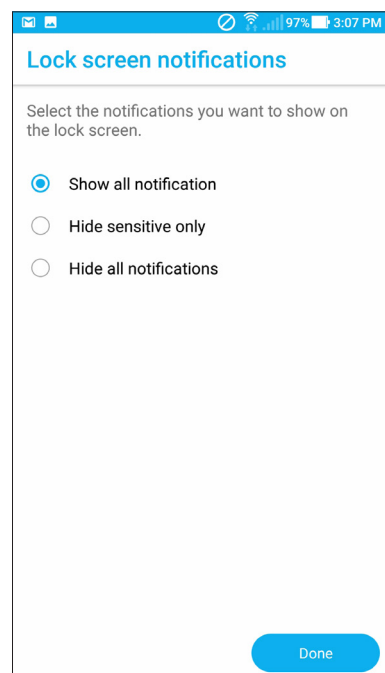 97% 3:07 PM
Lock screen notifications
Select the notifications you want to show on
the lock screen.
Show all notification
Hide sensitive only
Hide all notifications
Done